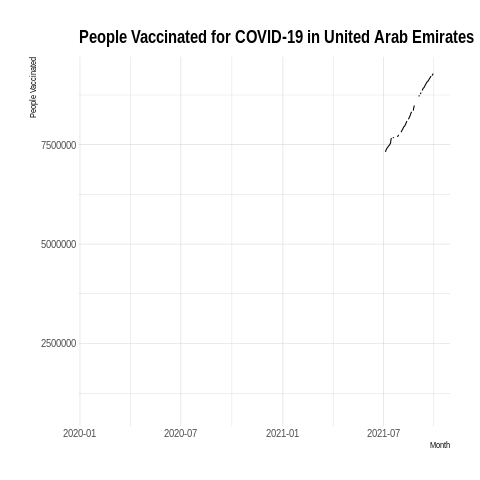 People Vaccinated for COVID-19 in United Arab Emirates
People Vaccinated
7500000
5000000
2500000
2020-01 2020-07 2021-01 2021-07
Month